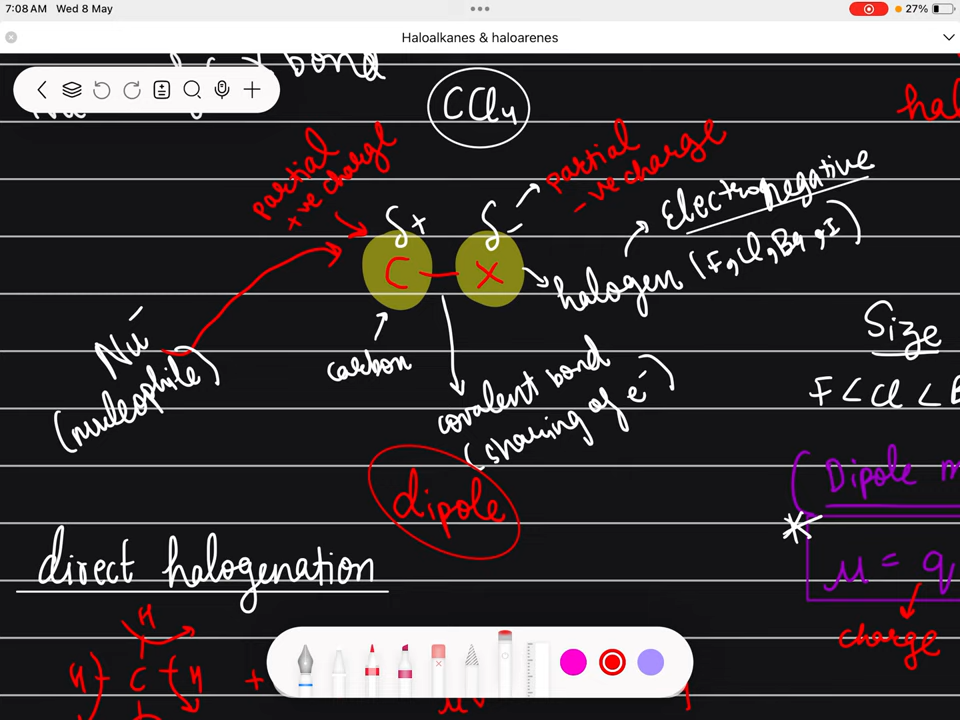 7:08 AM Wed 8 May
27%
Haloalkanes & haloarenes
bond
CCl4
hal
partial
+ve charge
partial
-ve charge
δ+ δ-
C — X
Electronegative
halogen (F, Cl, Br, I)
Nu-
(nucleophile)
carbon
covalent bond
(sharing of e-)
Size
F < Cl < B
dipole
(Dipole m
* μ = q
charge
direct halogenation
H
H C H +